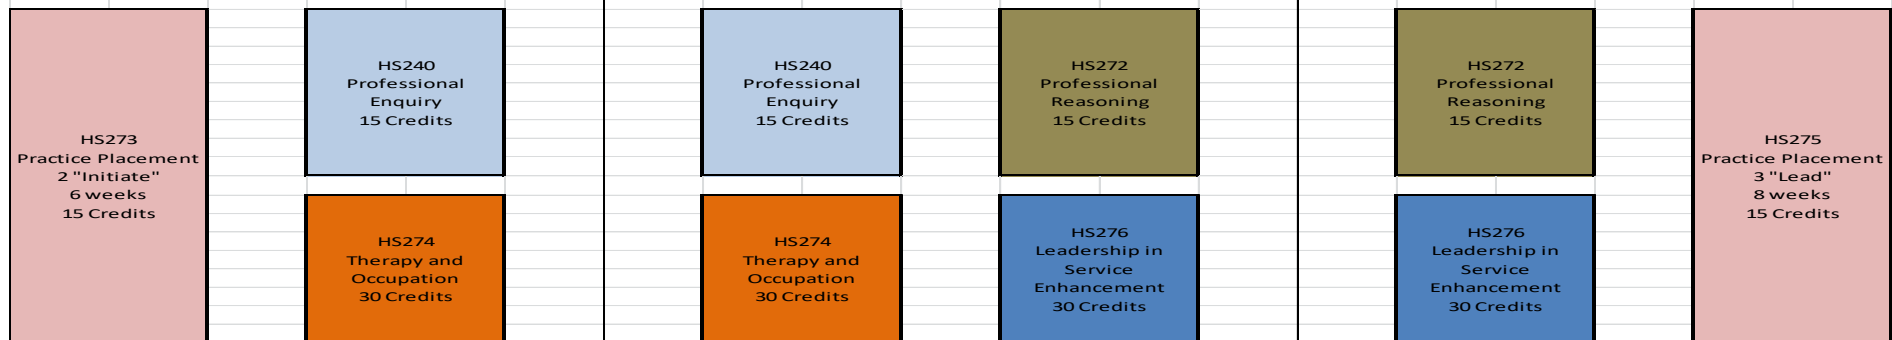 HS273
Practice Placement
2 "Initiate"
6 weeks
15 Credits
HS240
Professional
Enquiry
15 Credits
HS274
Therapy and
Occupation
30 Credits
HS240
Professional
Enquiry
15 Credits
HS274
Therapy and
Occupation
30 Credits
HS272
Professional
Reasoning
15 Credits
HS276
Leadership in
Service
Enhancement
30 Credits
HS272
Professional
Reasoning
15 Credits
HS276
Leadership in
Service
Enhancement
30 Credits
HS275
Practice Placement
3 "Lead"
8 weeks
15 Credits